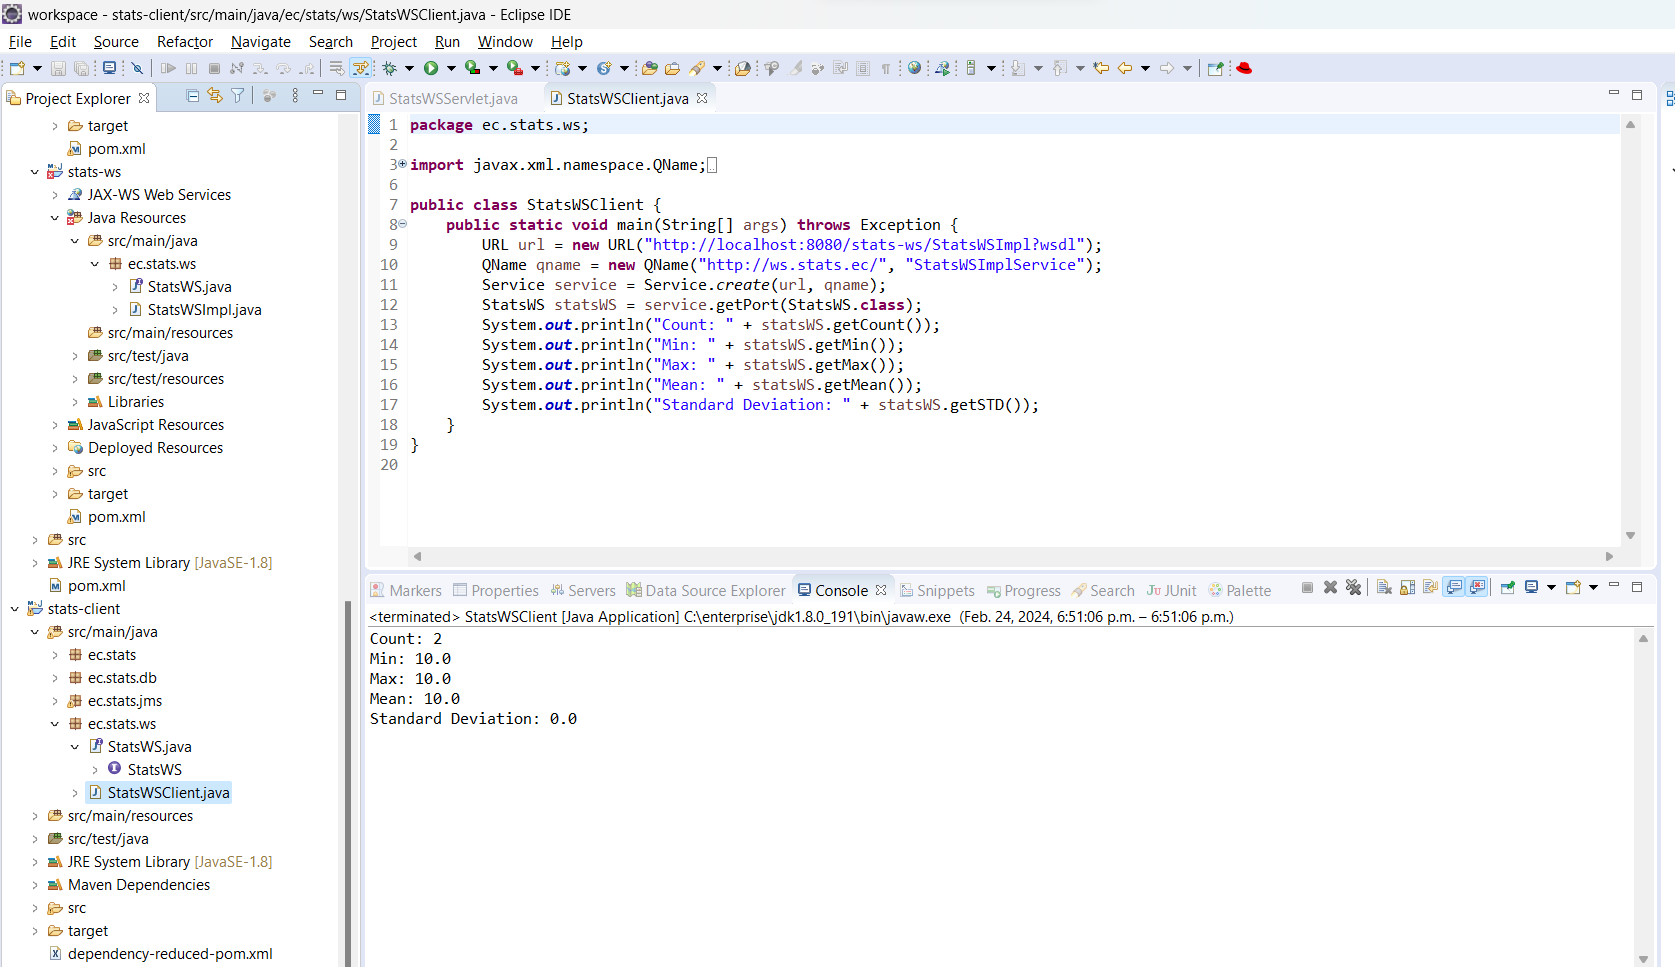 workspace - stats-client/src/main/java/ec/stats/ws/StatsWSClient.java - Eclipse IDE
File Edit Source Refactor Navigate Search Project Run Window Help
Project Explorer
target
pom.xml
stats-ws
JAX-WS Web Services
Java Resources
src/main/java
ec.stats.ws
StatsWS.java
StatsWSImpl.java
src/main/resources
src/test/java
src/test/resources
Libraries
JavaScript Resources
Deployed Resources
src
target
pom.xml
src
JRE System Library [JavaSE-1.8]
pom.xml
stats-client
src/main/java
ec.stats
ec.stats.db
ec.stats.jms
ec.stats.ws
StatsWS.java
StatsWS
StatsWSClient.java
src/main/resources
src/test/java
JRE System Library [JavaSE-1.8]
Maven Dependencies
src
target
dependency-reduced-pom.xml
StatsWSServlet.java StatsWSClient.java
1 package ec.stats.ws;
2
3 import javax.xml.namespace.QName;
6
7 public class StatsWSClient {
8 public static void main(String[] args) throws Exception {
9 URL url = new URL("http://localhost:8080/stats-ws/StatsWSImpl?wsdl");
10 QName qname = new QName("http://ws.stats.ec/", "StatsWSImplService");
11 Service service = Service.create(url, qname);
12 StatsWS statsWS = service.getPort(StatsWS.class);
13 System.out.println("Count: " + statsWS.getCount());
14 System.out.println("Min: " + statsWS.getMin());
15 System.out.println("Max: " + statsWS.getMax());
16 System.out.println("Mean: " + statsWS.getMean());
17 System.out.println("Standard Deviation: " + statsWS.getSTD());
18 }
19 }
20
Markers Properties Servers Data Source Explorer Console Snippets Progress Search JUnit Palette
<terminated> StatsWSClient [Java Application] C:\enterprise\jdk1.8.0_191\bin\javaw.exe (Feb. 24, 2024, 6:51:06 p.m. – 6:51:06 p.m.)
Count: 2
Min: 10.0
Max: 10.0
Mean: 10.0
Standard Deviation: 0.0